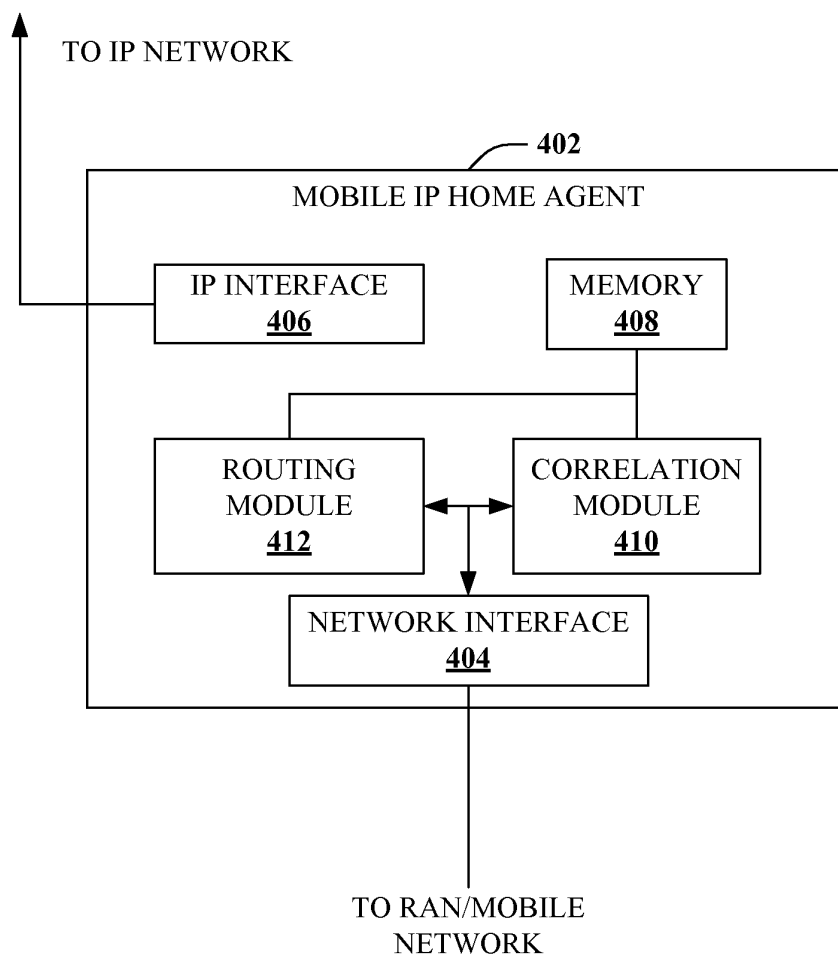 TO IP NETWORK
402
MOBILE IP HOME AGENT
IP INTERFACE
406
MEMORY
408
ROUTING
MODULE
412
CORRELATION
MODULE
410
NETWORK INTERFACE
404
TO RAN/MOBILE
NETWORK